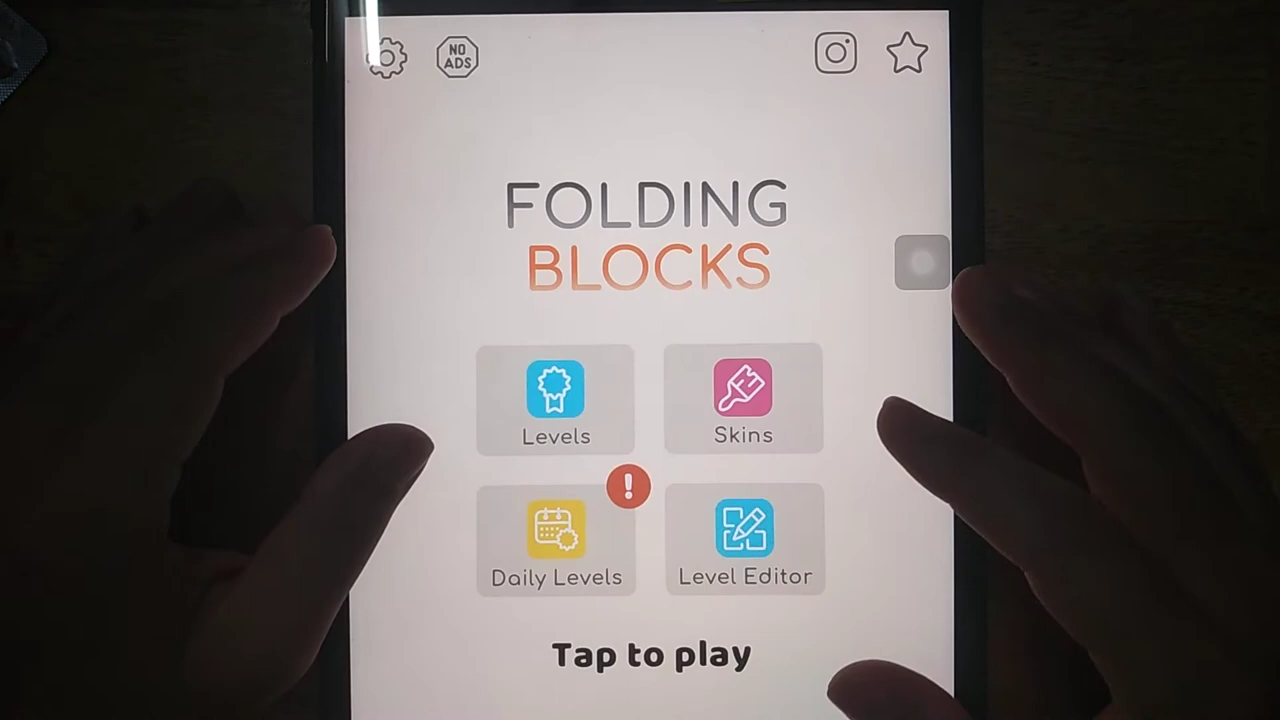 NO
ADS
FOLDING
BLOCKS
Levels
Skins
!
Daily Levels
Level Editor
Tap to play